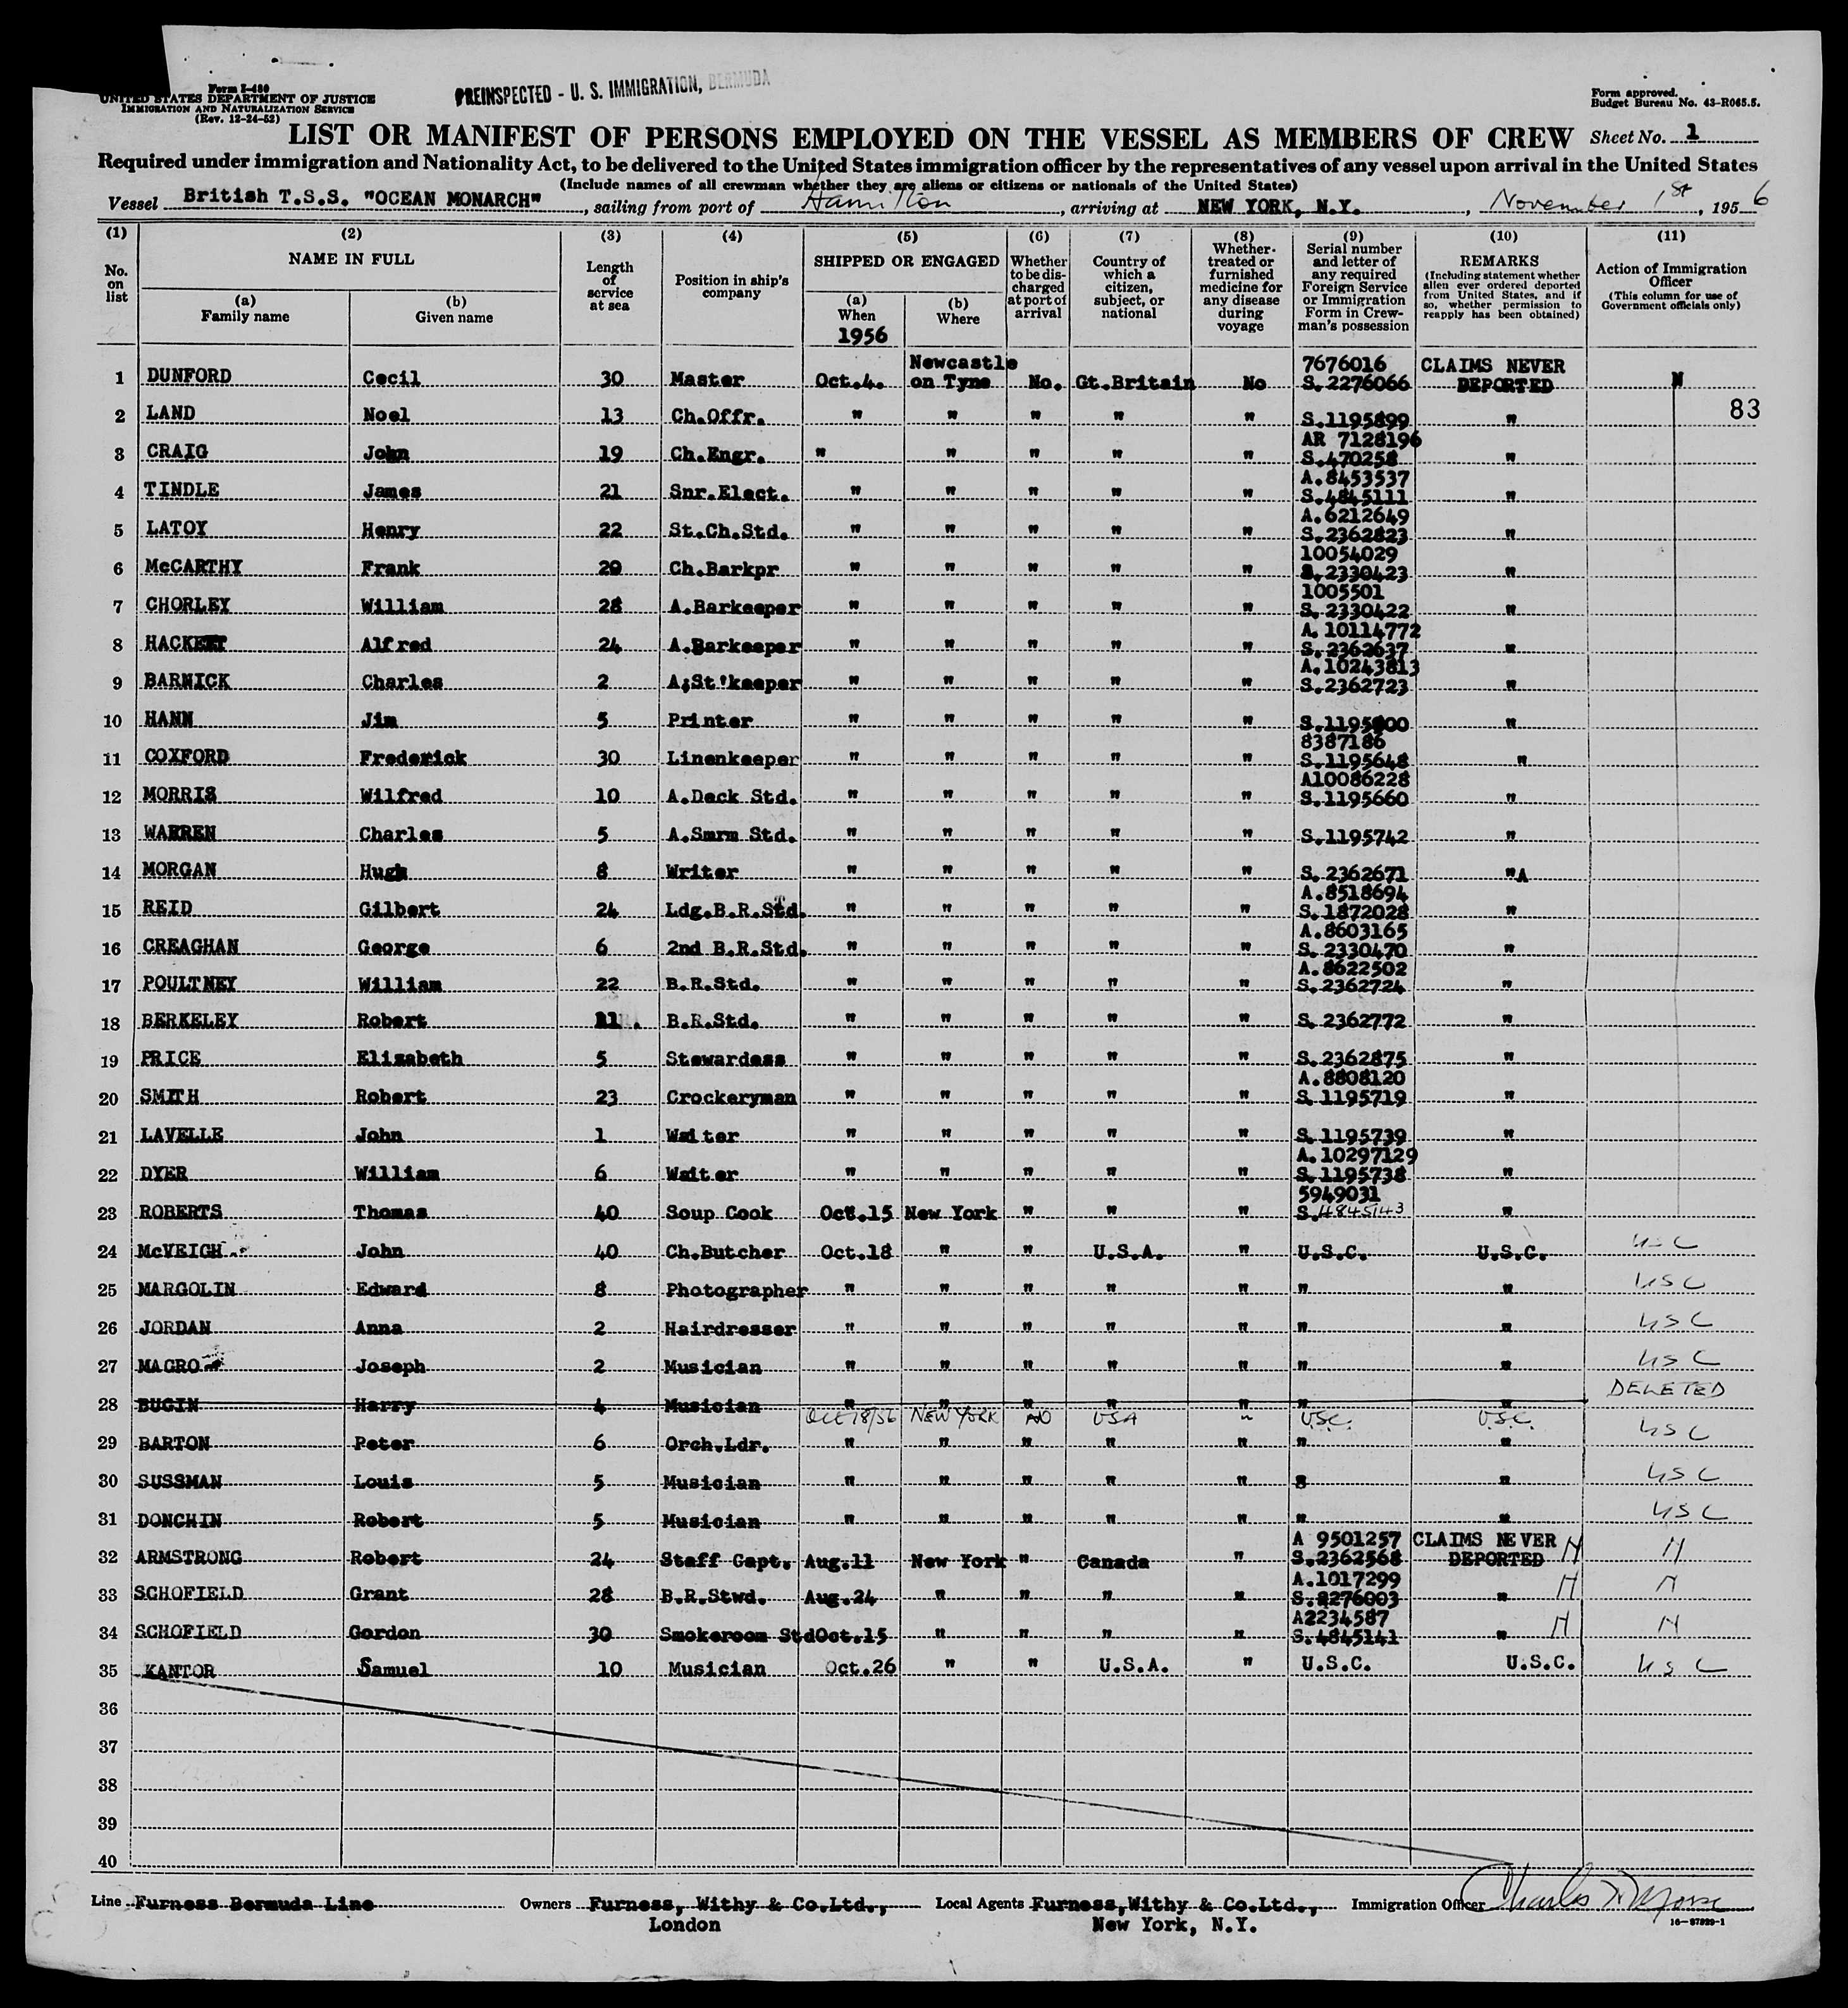 Form I-480
UNITED STATES DEPARTMENT OF JUSTICE
IMMIGRATION AND NATURALIZATION SERVICE
(Rev. 12-24-52)
PREINSPECTED - U. S. IMMIGRATION, BERMUDA
Form approved.
Budget Bureau No. 43-R065.5.
LIST OR MANIFEST OF PERSONS EMPLOYED ON THE VESSEL AS MEMBERS OF CREW Sheet No. 1
Required under immigration and Nationality Act, to be delivered to the United States immigration officer by the representatives of any vessel upon arrival in the United States
(Include names of all crewman whether they are aliens or citizens or nationals of the United States)
Vessel British T.S.S. "OCEAN MONARCH", sailing from port of Hamilton, arriving at NEW YORK, N.Y., November 1st, 1956
(1) No. on list
(2) NAME IN FULL
(a) Family name
(b) Given name
(3) Length of service at sea
(4) Position in ship's company
(5) SHIPPED OR ENGAGED
(a) When 1956
(b) Where
(6) Whether to be discharged at port of arrival
(7) Country of which a citizen, subject, or national
(8) Whether-treated or furnished medicine for any disease during voyage
(9) Serial number and letter of any required Foreign Service or Immigration Form in Crewman's possession
(10) REMARKS (Including statement whether alien ever ordered deported from United States, and if so, whether permission to reapply has been obtained)
(11) Action of Immigration Officer (This column for use of Government officials only)
1 DUNFORD Cecil 30 Master Oct.4. Newcastle on Tyne No. Gt.Britain No 7676016 S.2276066 CLAIMS NEVER DEPORTED N
83
2 LAND Noel 13 Ch.Offr. " " " " " S.1195899 "
3 CRAIG John 19 Ch.Engr. " " " " " AR 7128196 S.470258 "
4 TINDLE James 21 Snr.Elect. " " " " " A.8453537 S.4845111 "
5 LATOY Henry 22 St.Ch.Std. " " " " " A.6212649 S.2362823 "
6 McCARTHY Frank 20 Ch.Barkpr " " " " " 10054029 S.2330423 "
7 CHORLEY William 28 A.Barkeeper " " " " " 1005501 S.2330422 "
8 HACKETT Alfred 24 A.Barkeeper " " " " " A.10114772 S.2362637 "
9 BARNICK Charles 2 A;St'keeper " " " " " A.10243813 S.2362723 "
10 HANN Jim 5 Printer " " " " " "
11 COXFORD Frederick 30 Linenkeeper " " " " " 8387186 S.1195648 "
12 MORRIS Wilfred 10 A.Deck Std. " " " " " A10086228 S.1195660 "
13 WARREN Charles 5 A.Smrm Std. " " " " " S.1195742 "
14 MORGAN Hugh 8 Writer " " " " " S.2362671 "A
15 REID Gilbert 24 Ldg.B.R.Std. " " " " " A.8518694 S.1872028 "
16 CREAGHAN George 6 2nd B.R.Std. " " " " " A.8603165 S.2330470 "
17 POULTNEY William 22 B.R.Std. " " " " " A.8622502 S.2362724 "
18 BERKELEY Robert B.R.Std. " " " " " S.2362772 "
19 PRICE Elisabeth 5 Stewardess " " " " " S.2362875 "
20 SMITH Robert 23 Crockeryman " " " " " A.8808120 S.1195719 "
21 LAVELLE John 1 Waiter " " " " " S.1195739 "
22 DYER William 6 Waiter " " " " " A.10297129 S.1195738 "
23 ROBERTS Thomas 40 Soup Cook Oct.15 New York " " " 5949031 S.4845143 "
24 McVEIGH John 40 Ch.Butcher Oct.18 " " U.S.A. " U.S.C. U.S.C. USC
25 MARGOLIN Edward 8 Photographer " " " " " " " USC
26 JORDAN Anna 2 Hairdresser " " " " " " " USC
27 MAGRO Joseph 2 Musician " " " " " " " USC
28 BUGIN Harry 4 Musician " " " " " " " DELETED
OCT 18/56 NEW YORK NO USA " USC. USC.
29 BARTON Peter 6 Orch.Ldr. " " " " " " " USC
30 SUSSMAN Louis 5 Musician " " " " " 8 " USC
31 DONCHIN Robert 5 Musician " " " " " " " USC
32 ARMSTRONG Robert 24 Staff Capt. Aug.11 New York " Canada " A 9501257 S.2362568 CLAIMS NEVER DEPORTED N N
33 SCHOFIELD Grant 28 B.R.Stwd. Aug.24 " " " " A.1017299 S.2276003 " N N
34 SCHOFIELD Gordon 30 Smokeroom Std Oct.15 " " " " A2234587 S.4845141 " N N
35 KANTOR Samuel 10 Musician Oct.26 " " U.S.A. " U.S.C. U.S.C. USC
36
37
38
39
40
Line Furness Bermuda Line Owners Furness, Withy & Co.Ltd., London Local Agents Furness,Withy & Co.Ltd., New York, N.Y. Immigration Officer Charles